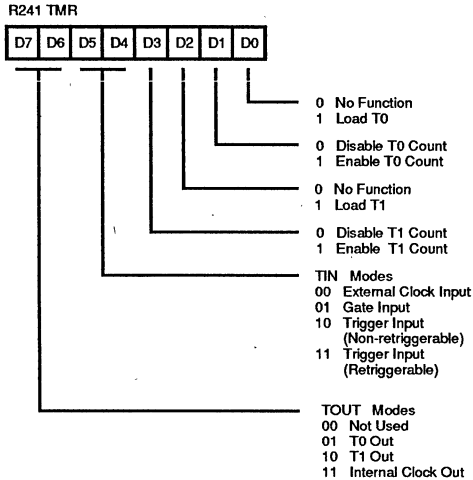 R241 TMR
D7 D6 D5 D4 D3 D2 D1 D0
0 No Function
1 Load T0
0 Disable T0 Count
1 Enable T0 Count
0 No Function
1 Load T1
0 Disable T1 Count
1 Enable T1 Count
TIN Modes
00 External Clock Input
01 Gate Input
10 Trigger Input
(Non-retriggerable)
11 Trigger Input
(Retriggerable)
TOUT Modes
00 Not Used
01 T0 Out
10 T1 Out
11 Internal Clock Out